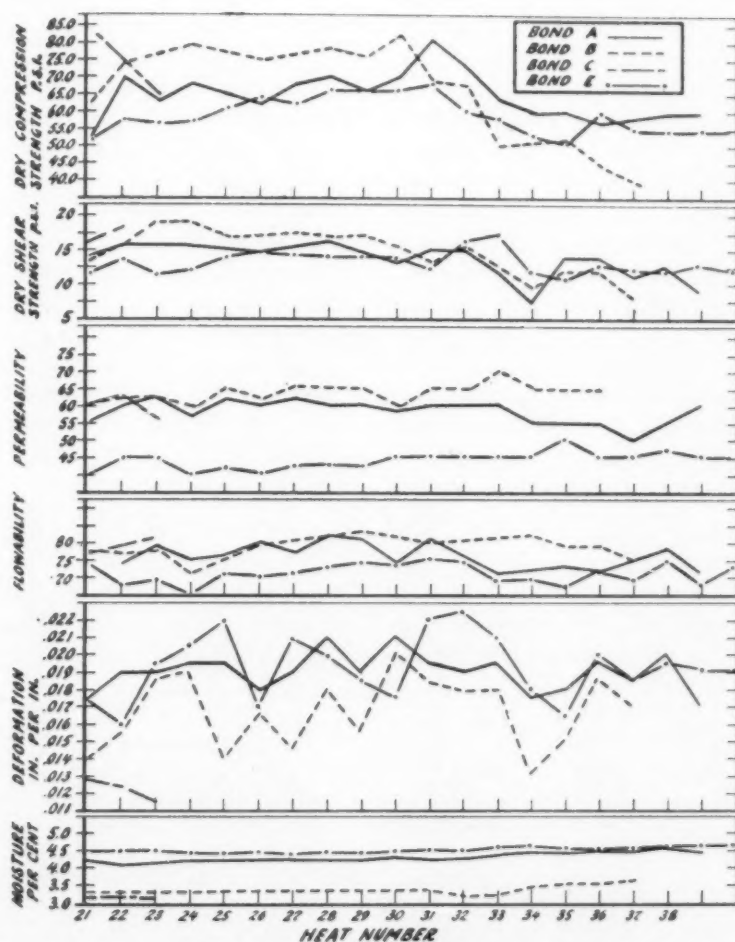 DRY COMPRESSION
STRENGTH P.S.I.
85.0
80.0
75.0
70.0
65.0
60.0
55.0
50.0
45.0
40.0
BOND A
BOND B
BOND C
BOND E
DRY SHEAR
STRENGTH P.S.I.
20
15
10
5
PERMEABILITY
75
65
60
50
45
FLOWABILITY
80
75
70
DEFORMATION
IN. PER IN.
.022
.021
.020
.019
.018
.017
.016
.015
.014
.013
.012
.011
MOISTURE
PER CENT
5.0
4.5
3.5
3.0
21 22 23 24 25 26 27 28 29 30 31 32 33 34 35 36 37 38
HEAT NUMBER